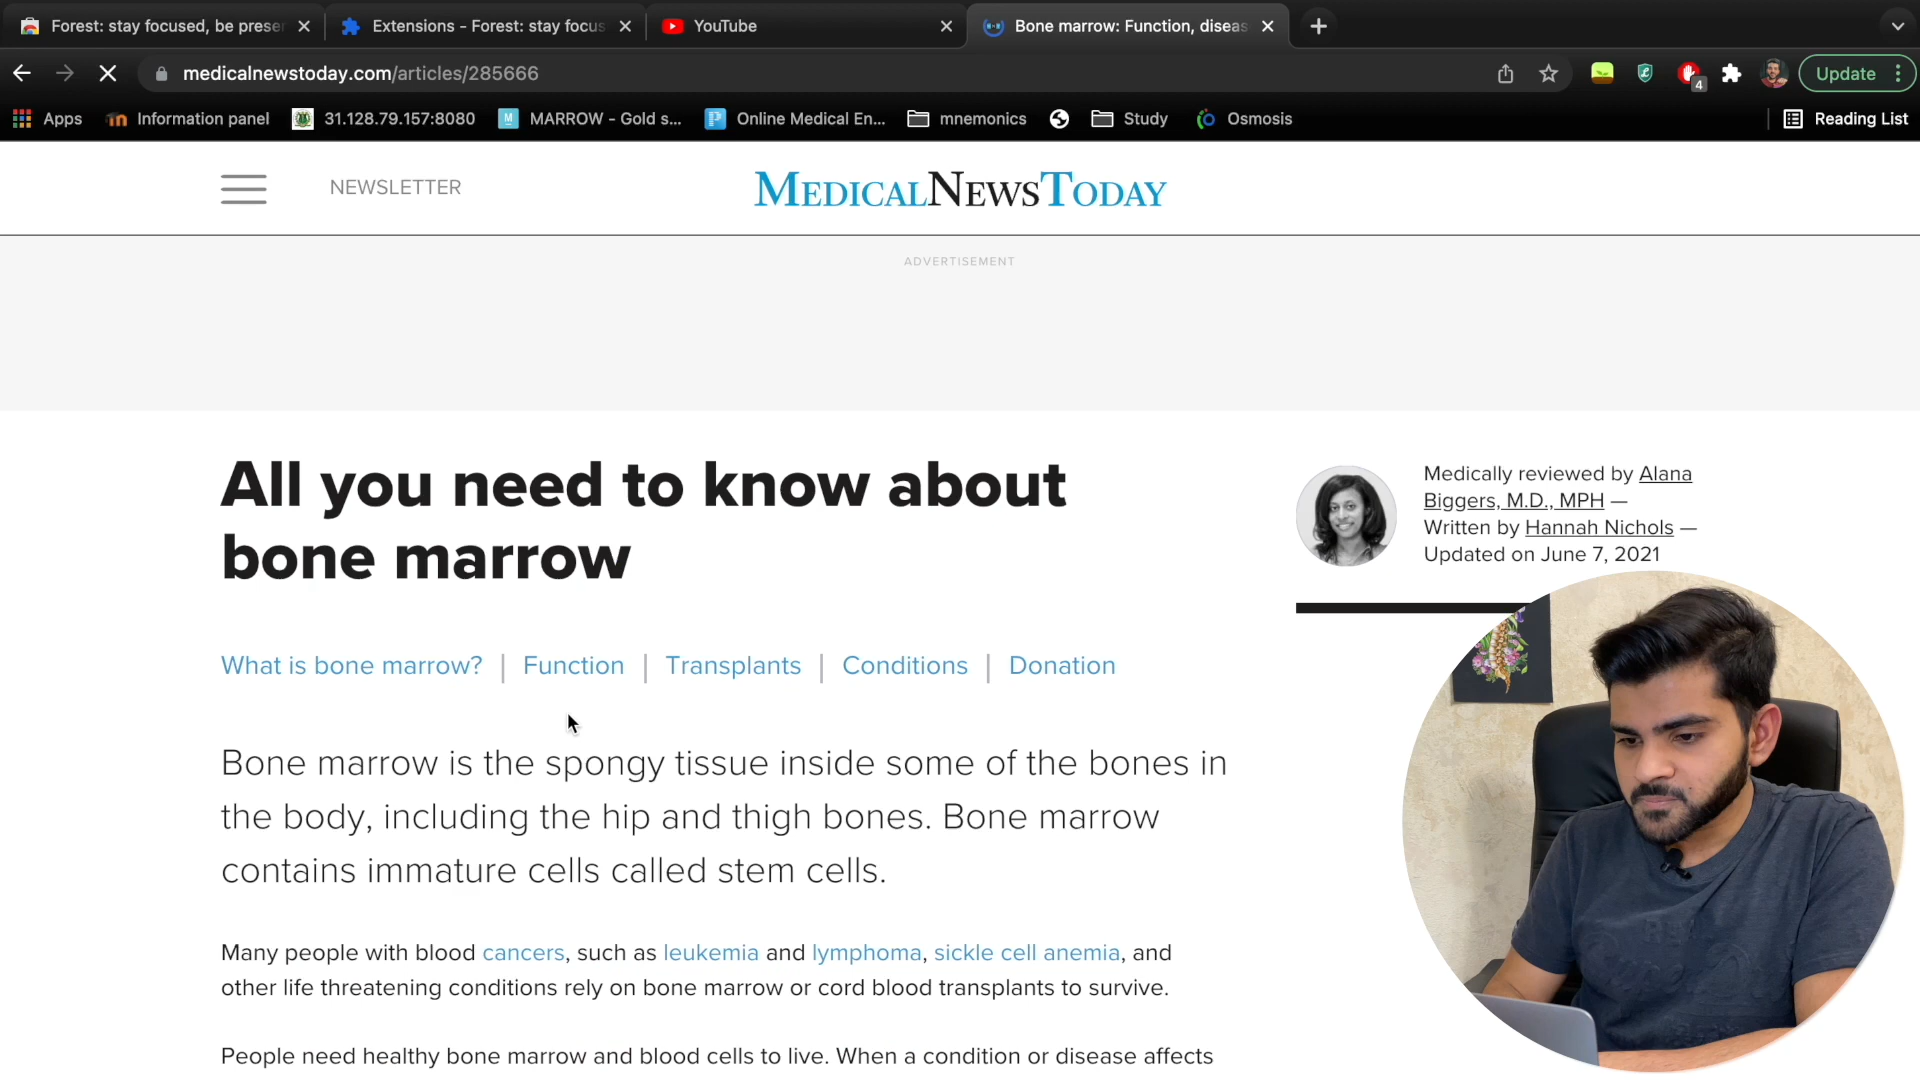 Forest: stay focused, be preser
Extensions - Forest: stay focus
YouTube
Bone marrow: Function, diseas
medicalnewstoday.com/articles/285666
4
Update
Apps
Information panel
31.128.79.157:8080
M
MARROW - Gold s...
P
Online Medical En...
mnemonics
Study
Osmosis
Reading List
NEWSLETTER
MEDICALNEWSTODAY
ADVERTISEMENT
All you need to know about
bone marrow
Medically reviewed by Alana
Biggers, M.D., MPH —
Written by Hannah Nichols —
Updated on June 7, 2021
What is bone marrow? | Function | Transplants | Conditions | Donation
Bone marrow is the spongy tissue inside some of the bones in
the body, including the hip and thigh bones. Bone marrow
contains immature cells called stem cells.
Many people with blood cancers, such as leukemia and lymphoma, sickle cell anemia, and
other life threatening conditions rely on bone marrow or cord blood transplants to survive.
People need healthy bone marrow and blood cells to live. When a condition or disease affects